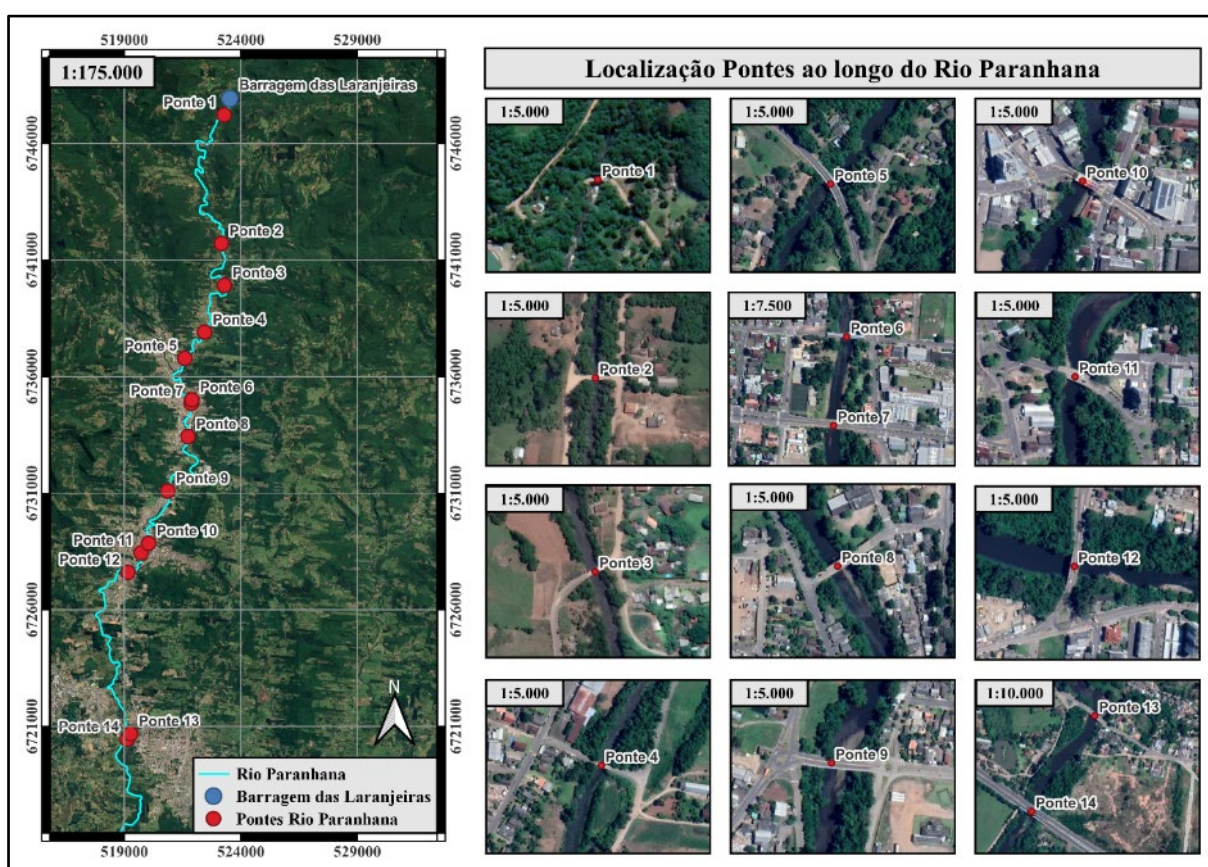 519000 524000 529000
1:175.000
Barragem das Laranjeiras
Ponte 1
Ponte 2
Ponte 3
Ponte 4
Ponte 5
Ponte 6
Ponte 7
Ponte 8
Ponte 9
Ponte 10
Ponte 11
Ponte 12
Ponte 13
Ponte 14
6746000
6741000
6736000
6731000
6726000
6721000
6746000
6741000
6736000
6731000
6726000
6721000
N
Rio Paranhana
Barragem das Laranjeiras
Pontes Rio Paranhana
519000 524000 529000
Localização Pontes ao longo do Rio Paranhana
1:5.000
Ponte 1
1:5.000
Ponte 5
1:5.000
Ponte 10
1:5.000
Ponte 2
1:7.500
Ponte 6
Ponte 7
1:5.000
Ponte 11
1:5.000
Ponte 3
1:5.000
Ponte 8
1:5.000
Ponte 12
1:5.000
Ponte 4
1:5.000
Ponte 9
1:10.000
Ponte 13
Ponte 14